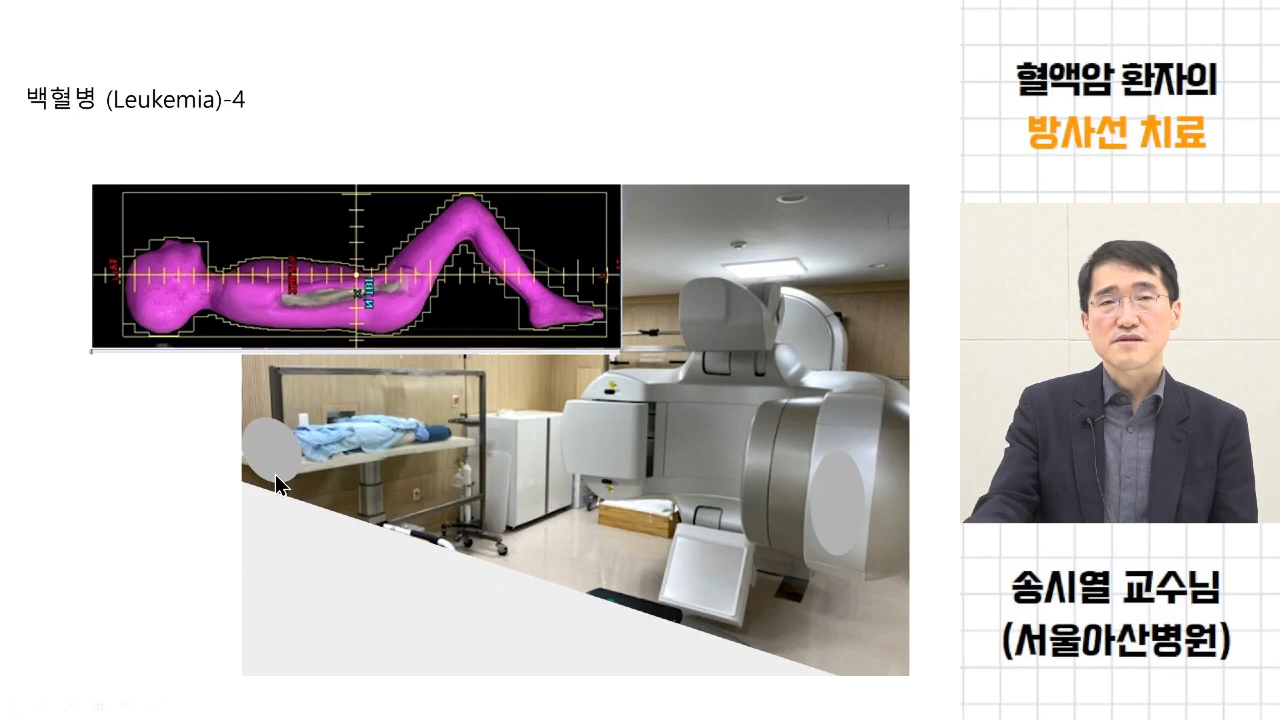 백혈병 (Leukemia)-4
혈액암 환자의
방사선 치료
송시열 교수님
(서울아산병원)